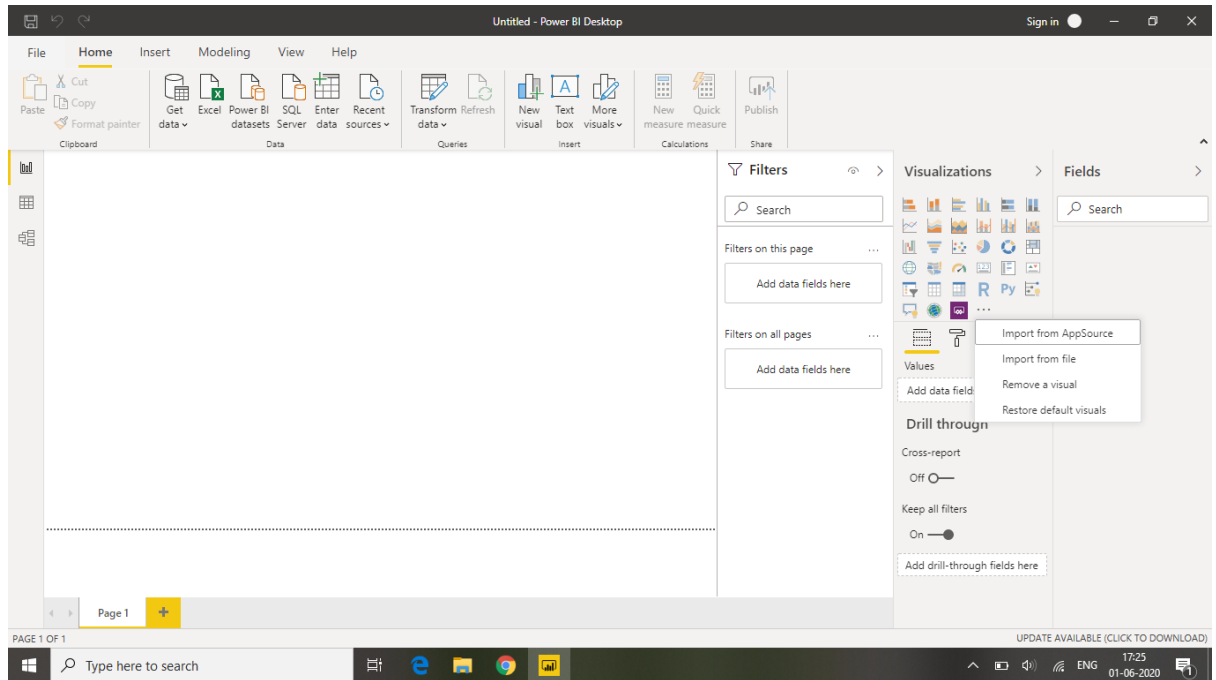 Untitled - Power BI Desktop
Sign in
File Home Insert Modeling View Help
Paste
Cut
Copy
Format painter
Clipboard
Get data
Excel
Power BI datasets
SQL Server
Enter data
Recent sources
Data
Transform data
Refresh
Queries
New visual
Text box
More visuals
Insert
New measure
Quick measure
Calculations
Publish
Share
Filters
Search
Filters on this page ...
Add data fields here
Filters on all pages ...
Add data fields here
Visualizations
R Py
123
...
Import from AppSource
Import from file
Remove a visual
Restore default visuals
Values
Add data field
Drill through
Cross-report
Off
Keep all filters
On
Add drill-through fields here
Fields
Search
Page 1 +
PAGE 1 OF 1
UPDATE AVAILABLE (CLICK TO DOWNLOAD)
Type here to search
ENG
17:25
01-06-2020
1